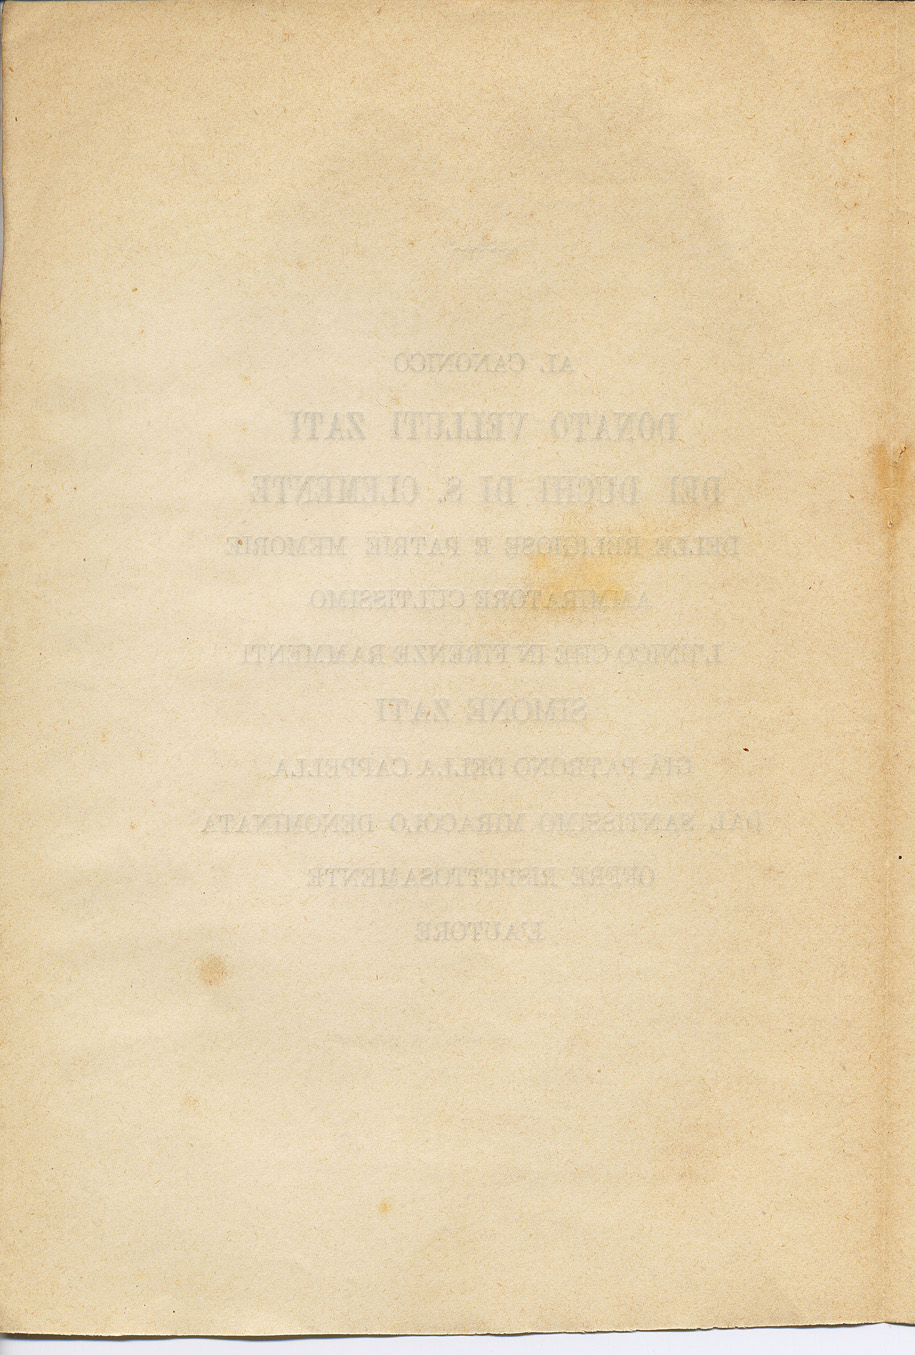 AL CANONICO
DONATO VELLUTI ZATI
DEI DUCHI DI S. CLEMENTE
DELLE RELIGIOSE E PATRIE MEMORIE
AMMIRATORE CULTISSIMO
L'UNICO CHE IN FIRENZE RAMMENTI
SIMONE ZATI
GIÀ PATRONO DELLA CAPPELLA
DAL SANTISSIMO MIRACOLO DENOMINATA
OFFRE RISPETTOSAMENTE
L'AUTORE